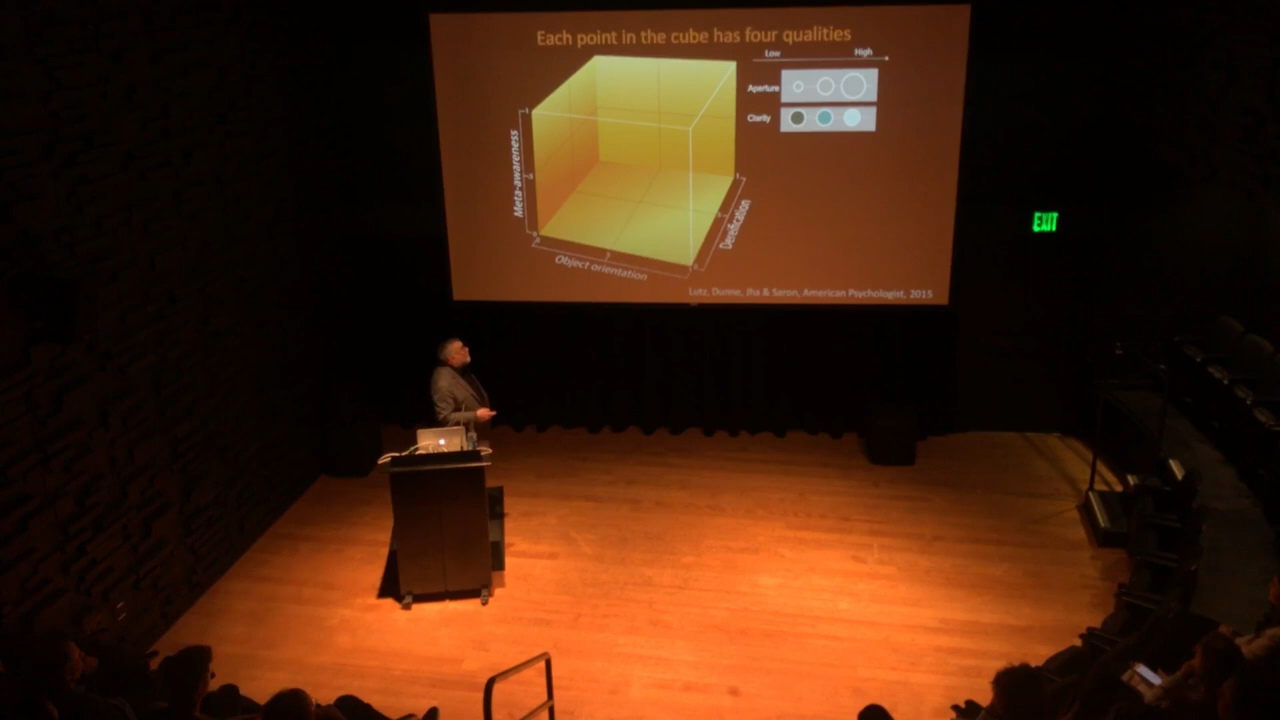 Each point in the cube has four qualities
Low High
Aperture
Clarity
Meta-awareness
Object orientation
Dereification
Lutz, Dunne, Jha & Saron, American Psychologist, 2015
EXIT